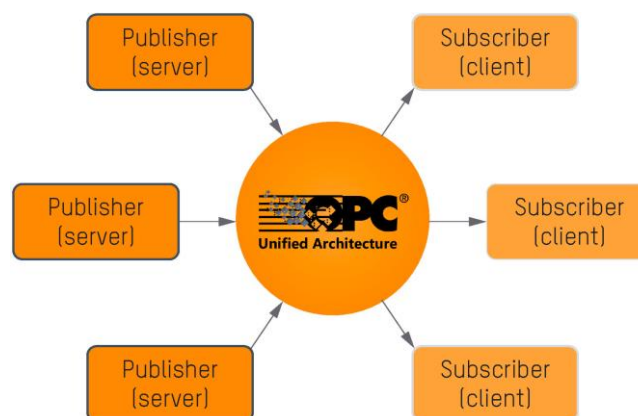 Publisher
(server)
Subscriber
(client)
Publisher
(server)
OPC®
Unified Architecture
Subscriber
(client)
Publisher
(server)
Subscriber
(client)